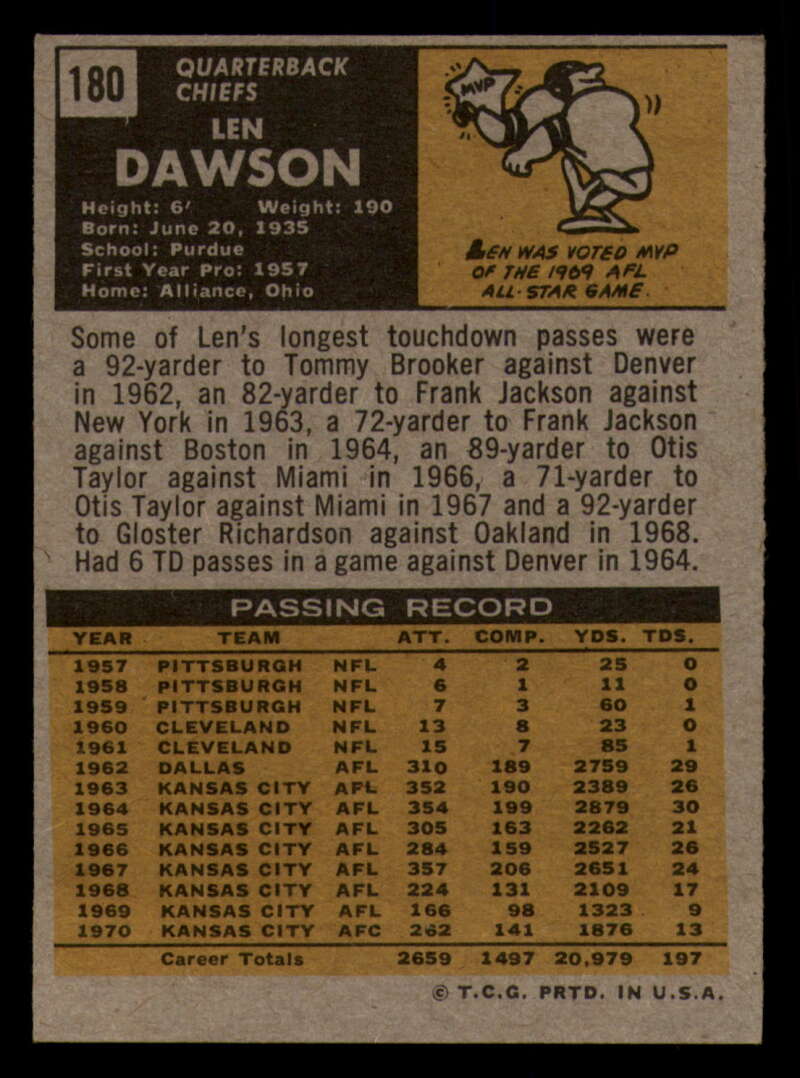 180
QUARTERBACK
CHIEFS
LEN
DAWSON
Height: 6' Weight: 190
Born: June 20, 1935
School: Purdue
First Year Pro: 1957
Home: Alliance, Ohio
MVP
LEN WAS VOTED MVP
OF THE 1969 AFL
ALL-STAR GAME.
Some of Len's longest touchdown passes were
a 92-yarder to Tommy Brooker against Denver
in 1962, an 82-yarder to Frank Jackson against
New York in 1963, a 72-yarder to Frank Jackson
against Boston in 1964, an 89-yarder to Otis
Taylor against Miami in 1966, a 71-yarder to
Otis Taylor against Miami in 1967 and a 92-yarder
to Gloster Richardson against Oakland in 1968.
Had 6 TD passes in a game against Denver in 1964.
PASSING RECORD
YEAR TEAM ATT. COMP. YDS. TDS.
1957 PITTSBURGH NFL 4 2 25 0
1958 PITTSBURGH NFL 6 1 11 0
1959 PITTSBURGH NFL 7 3 60 1
1960 CLEVELAND NFL 13 8 23 0
1961 CLEVELAND NFL 15 7 85 1
1962 DALLAS AFL 310 189 2759 29
1963 KANSAS CITY AFL 352 190 2389 26
1964 KANSAS CITY AFL 354 199 2879 30
1965 KANSAS CITY AFL 305 163 2262 21
1966 KANSAS CITY AFL 284 159 2527 26
1967 KANSAS CITY AFL 357 206 2651 24
1968 KANSAS CITY AFL 224 131 2109 17
1969 KANSAS CITY AFL 166 98 1323 9
1970 KANSAS CITY AFC 262 141 1876 13
Career Totals 2659 1497 20,979 197
© T.C.G. PRTD. IN U.S.A.